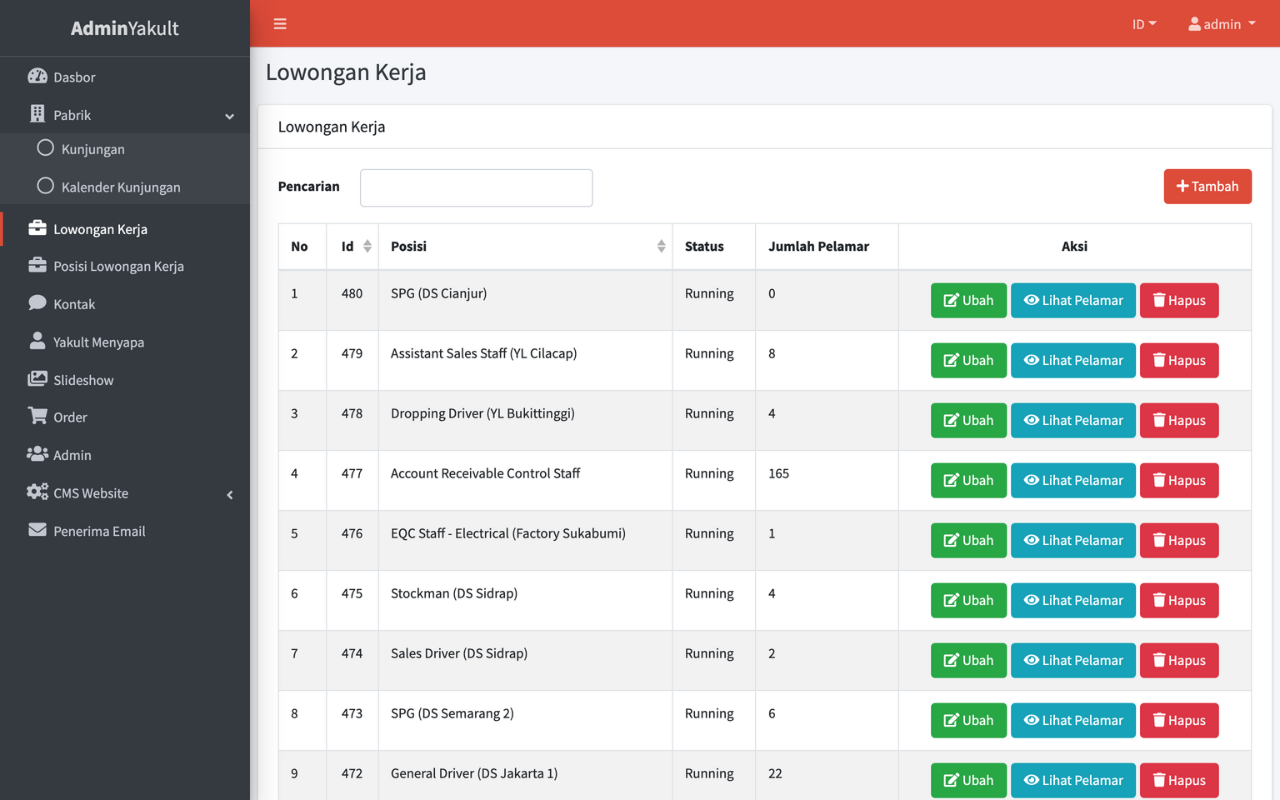 AdminYakult
ID
admin
Dasbor
Pabrik
Kunjungan
Kalender Kunjungan
Lowongan Kerja
Posisi Lowongan Kerja
Kontak
Yakult Menyapa
Slideshow
Order
Admin
CMS Website
Penerima Email
Lowongan Kerja
Lowongan Kerja
Pencarian
Tambah
No Id Posisi Status Jumlah Pelamar Aksi
1 480 SPG (DS Cianjur) Running 0 Ubah Lihat Pelamar Hapus
2 479 Assistant Sales Staff (YL Cilacap) Running 8 Ubah Lihat Pelamar Hapus
3 478 Dropping Driver (YL Bukittinggi) Running 4 Ubah Lihat Pelamar Hapus
4 477 Account Receivable Control Staff Running 165 Ubah Lihat Pelamar Hapus
5 476 EQC Staff - Electrical (Factory Sukabumi) Running 1 Ubah Lihat Pelamar Hapus
6 475 Stockman (DS Sidrap) Running 4 Ubah Lihat Pelamar Hapus
7 474 Sales Driver (DS Sidrap) Running 2 Ubah Lihat Pelamar Hapus
8 473 SPG (DS Semarang 2) Running 6 Ubah Lihat Pelamar Hapus
9 472 General Driver (DS Jakarta 1) Running 22 Ubah Lihat Pelamar Hapus